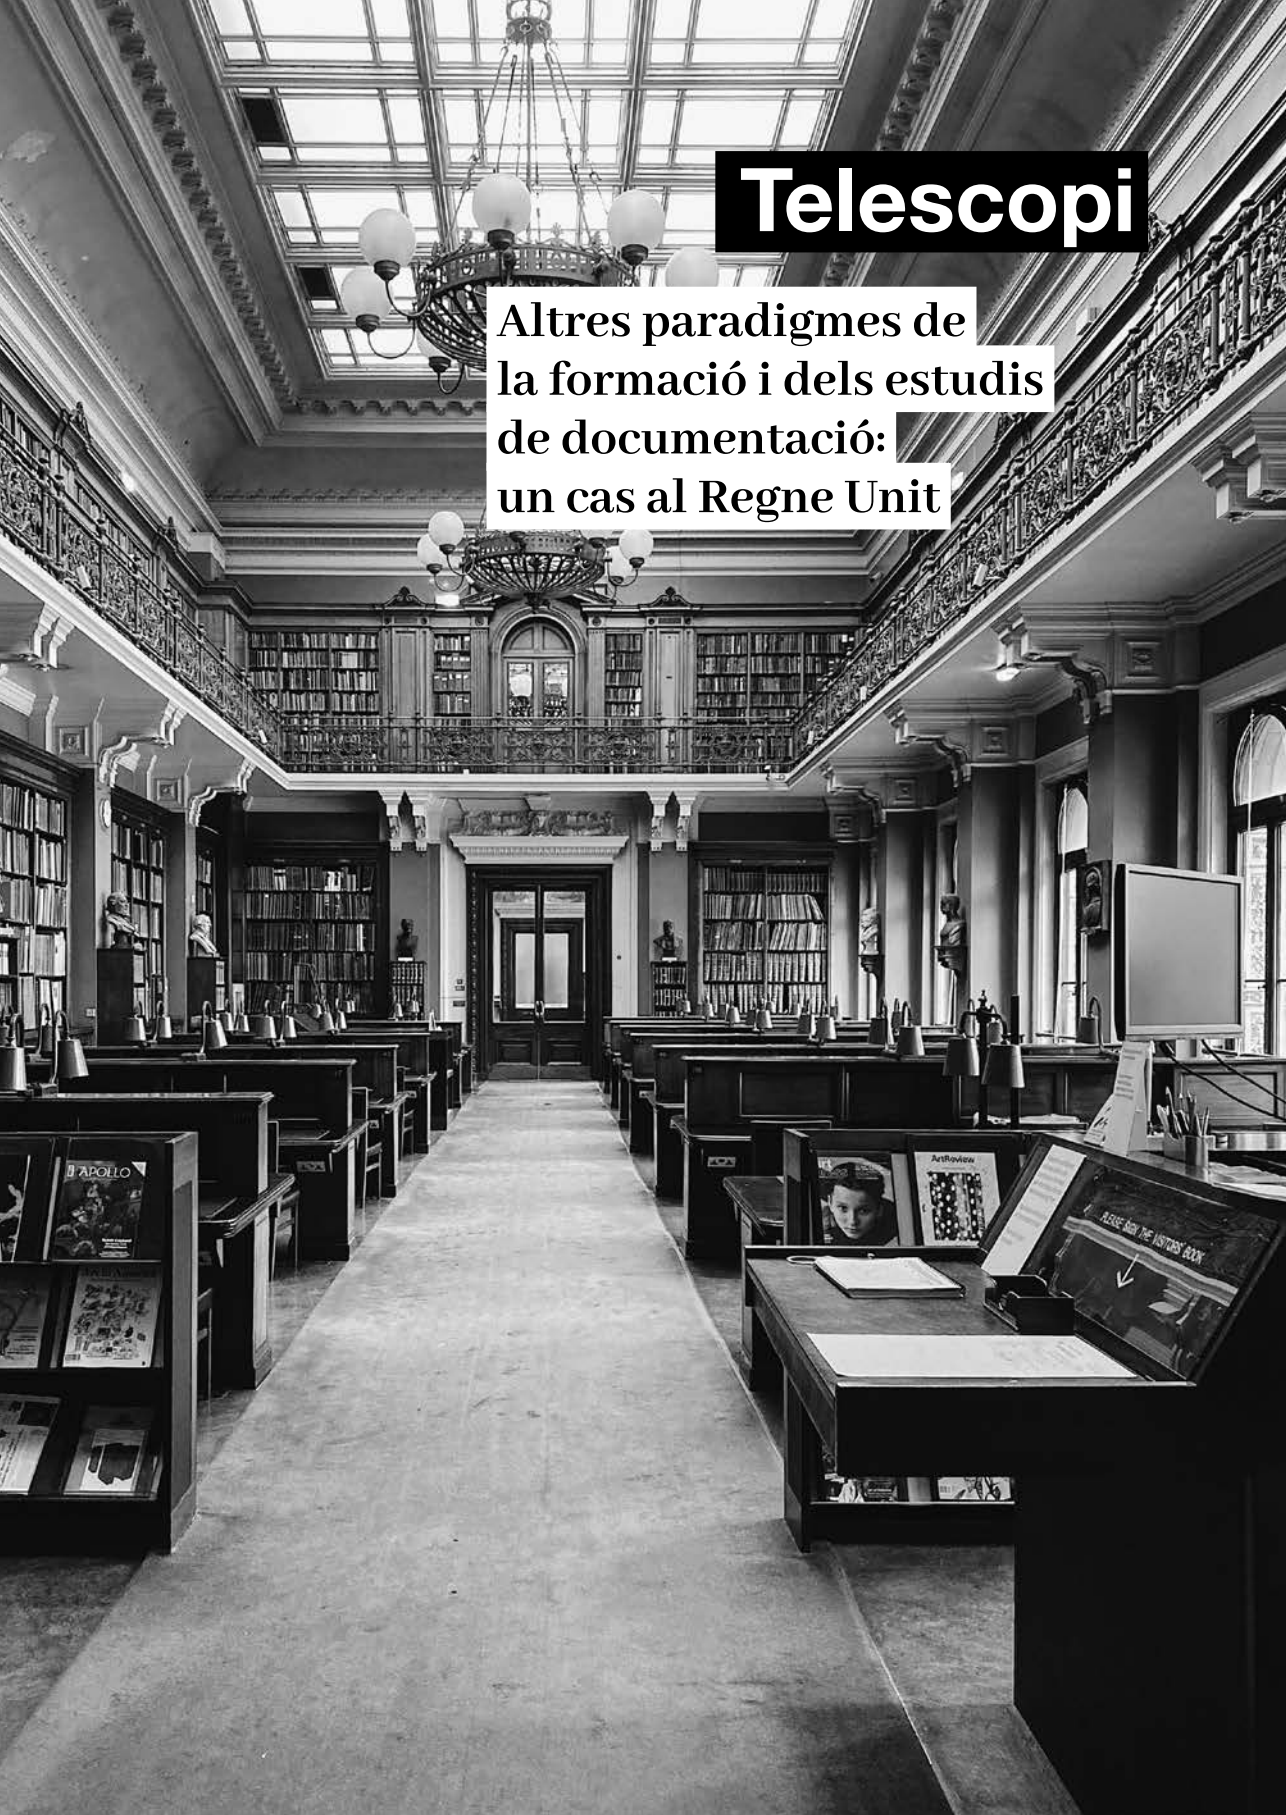 Telescopi
Altres paradigmes de
la formació i dels estudis
de documentació:
un cas al Regne Unit
APOLLO
ArtReview
PLEASE SIGN THE VISITORS' BOOK